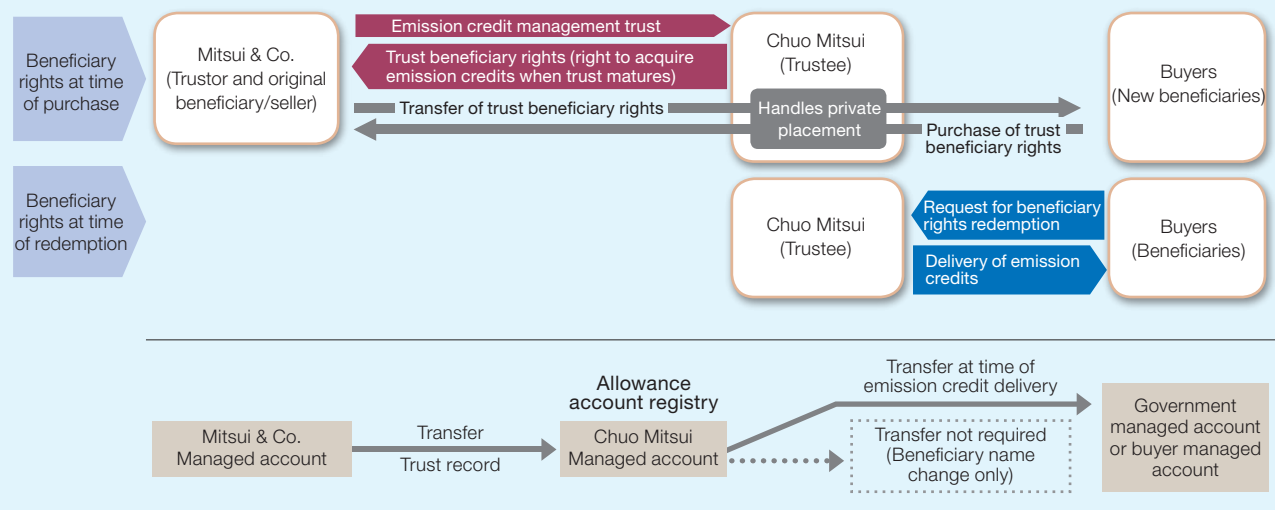 Beneficiary
rights at time
of purchase
Mitsui & Co.
(Trustor and original
beneficiary/seller)
Emission credit management trust
Trust beneficiary rights (right to acquire
emission credits when trust matures)
Transfer of trust beneficiary rights
Chuo Mitsui
(Trustee)
Handles private
placement
Purchase of trust
beneficiary rights
Buyers
(New beneficiaries)
Beneficiary
rights at time
of redemption
Chuo Mitsui
(Trustee)
Request for beneficiary
rights redemption
Delivery of emission
credits
Buyers
(Beneficiaries)
Mitsui & Co.
Managed account
Transfer
Trust record
Allowance
account registry
Chuo Mitsui
Managed account
Transfer at time of
emission credit delivery
Transfer not required
(Beneficiary name
change only)
Government
managed account
or buyer managed
account